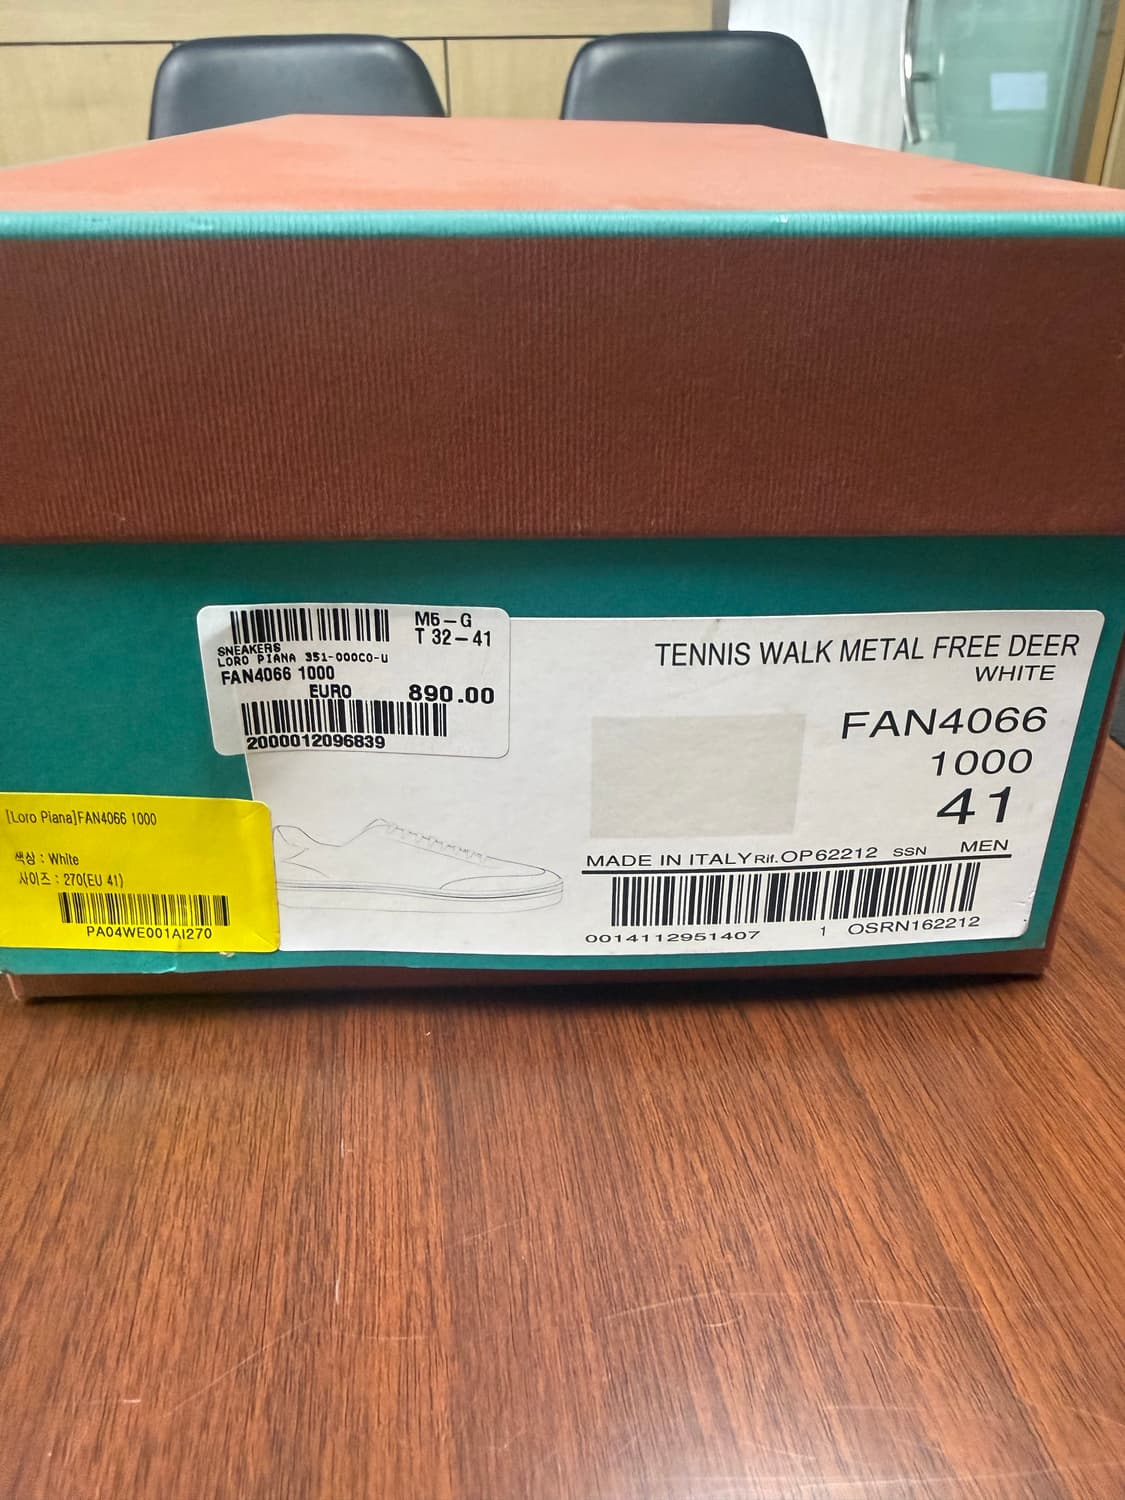 M5-G
T 32-41
SNEAKERS
LORO PIANA 351-000C0-U
FAN4066 1000
EURO 890.00
2000012096839
TENNIS WALK METAL FREE DEER
WHITE
FAN4066
1000
41
MADE IN ITALY Rif. OP62212 SSN MEN
0014112951407 1 OSRN162212
[Loro Piana]FAN4066 1000
색상 : White
사이즈 : 270(EU 41)
PA04WE001AI270